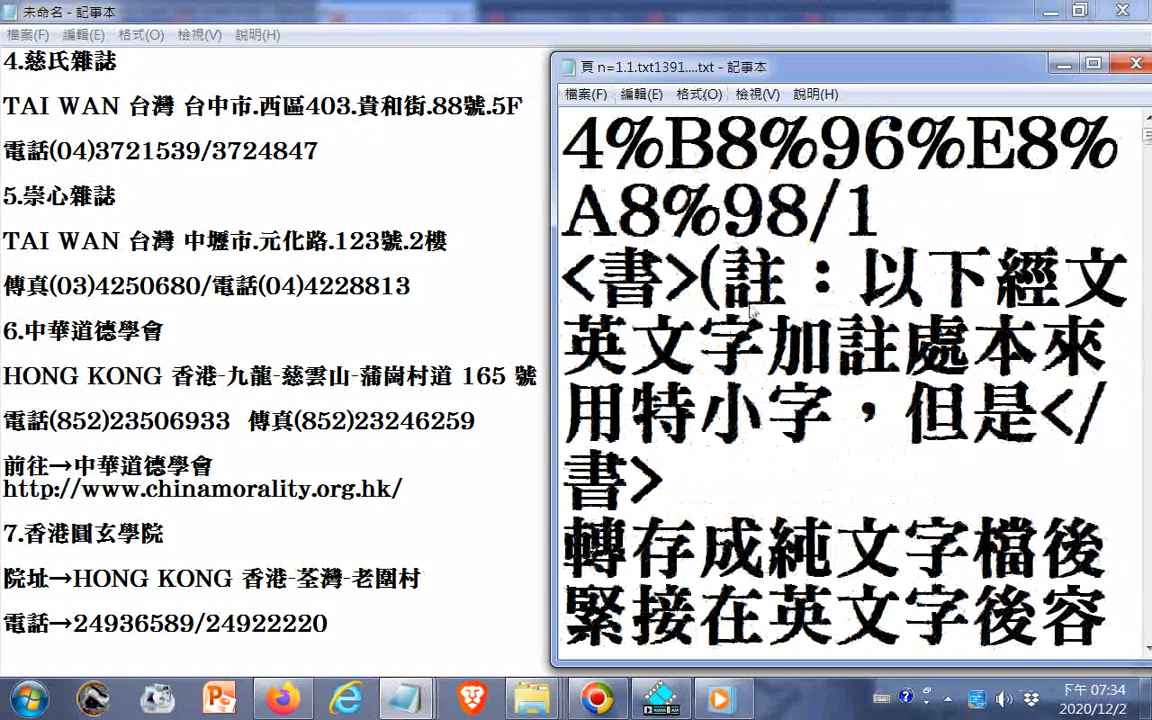 未命名 - 記事本
檔案(F) 編輯(E) 格式(O) 檢視(V) 說明(H)
4.慈氏雜誌
TAI WAN 台灣 台中市.西區403.貴和街.88號.5F
電話(04)3721539/3724847
5.崇心雜誌
TAI WAN 台灣 中壢市.元化路.123號.2樓
傳真(03)4250680/電話(04)4228813
6.中華道德學會
HONG KONG 香港-九龍-慈雲山-蒲崗村道 165 號
電話(852)23506933 傳真(852)23246259
前往→中華道德學會
http://www.chinamorality.org.hk/
7.香港圓玄學院
院址→HONG KONG 香港-荃灣-老圍村
電話→24936589/24922220
頁 n=1.1.txt1391....txt - 記事本
檔案(F) 編輯(E) 格式(O) 檢視(V) 說明(H)
4%B8%96%E8%
A8%98/1
<書>(註：以下經文
英文字加註處本來
用特小字，但是</
書>
轉存成純文字檔後
緊接在英文字後容
下午 07:34
2020/12/2